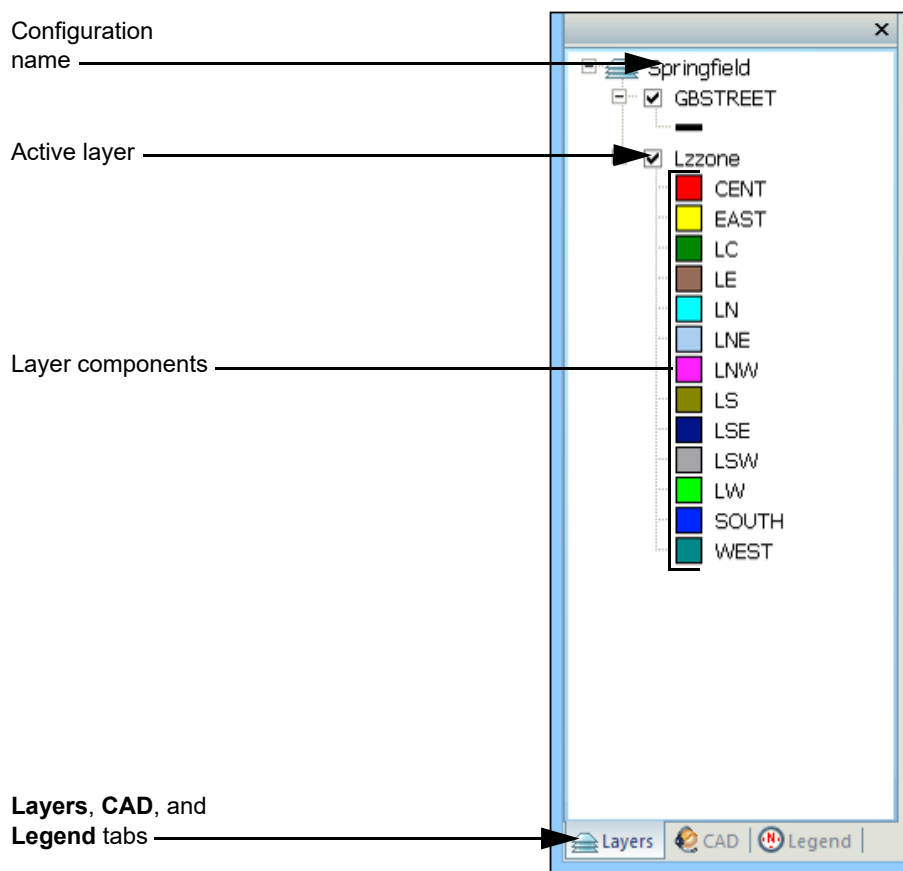 Configuration
name
Springfield
GBSTREET
Active layer
Lzzone
CENT
EAST
LC
LE
LN
LNE
Layer components
LNW
LS
LSE
LSW
LW
SOUTH
WEST
Layers, CAD, and
Legend tabs
Layers CAD N Legend